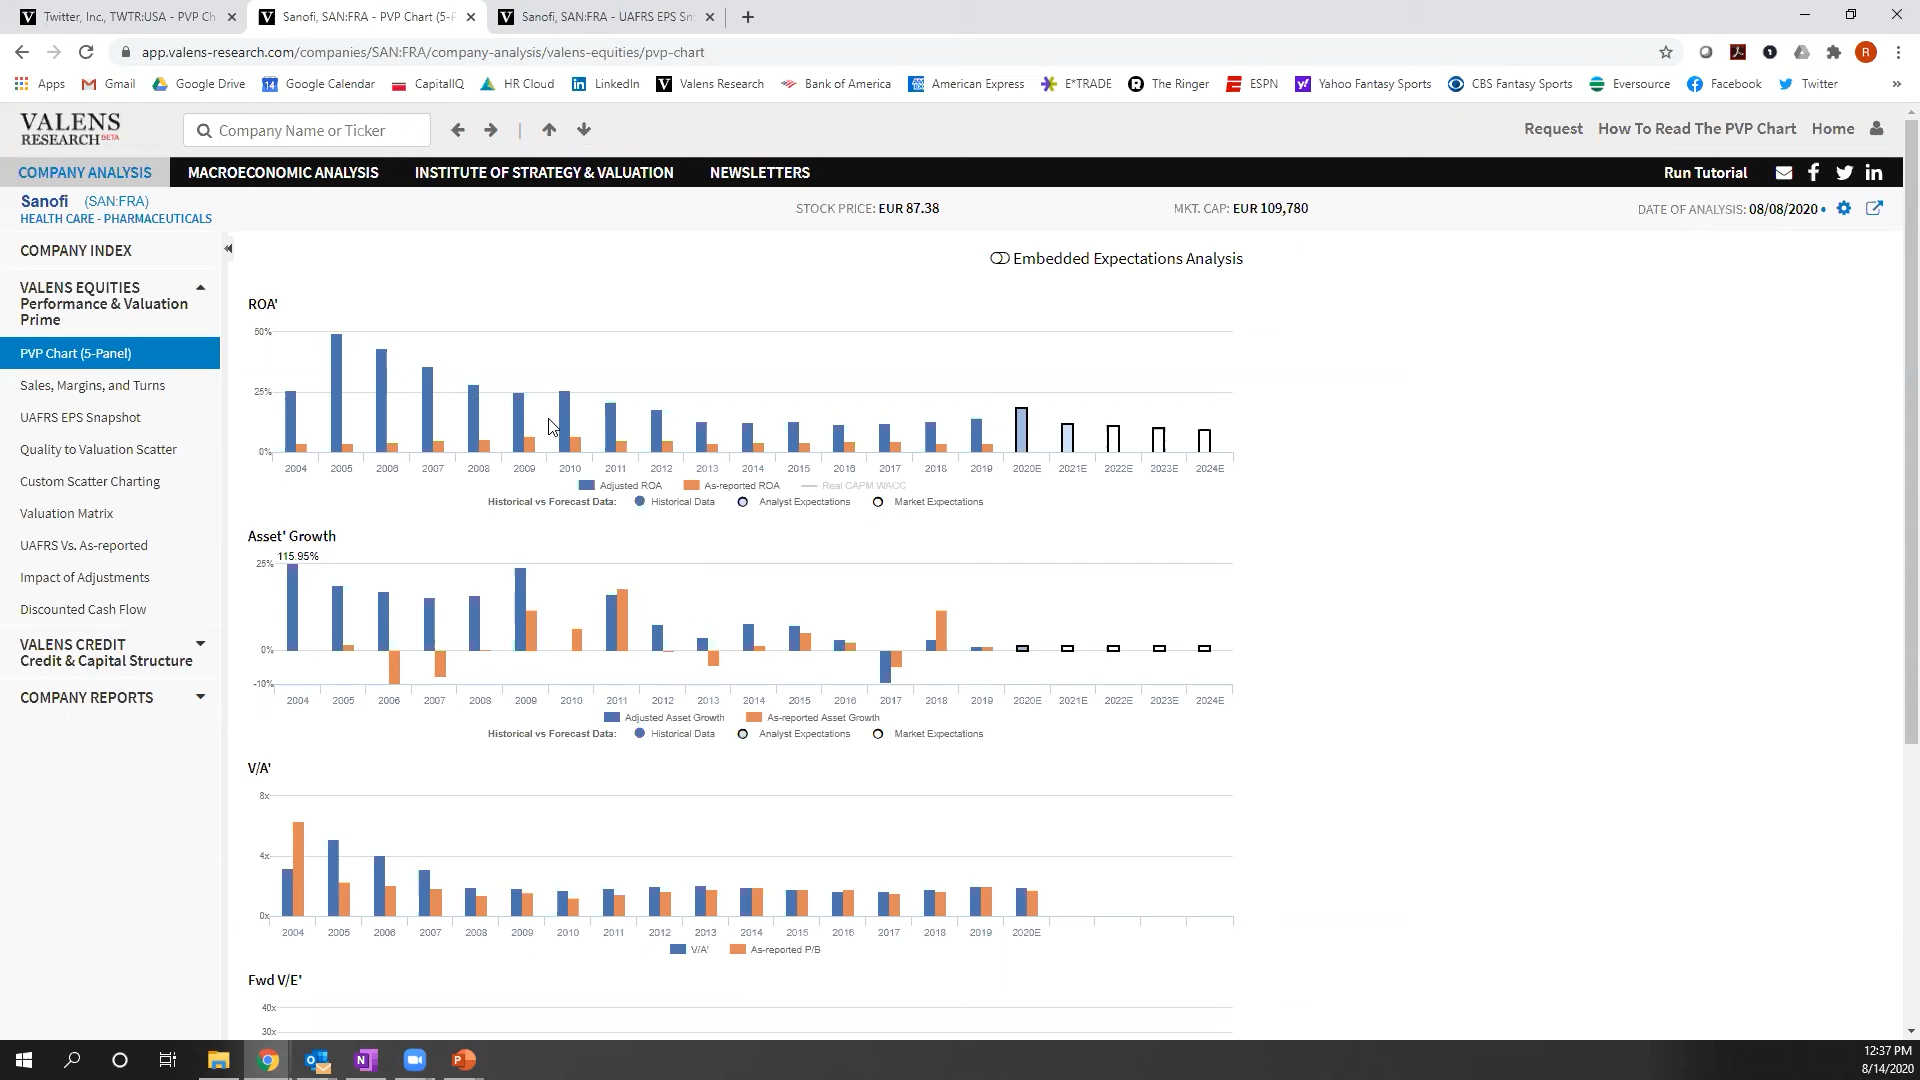 Twitter, Inc., TWTR:USA - PVP Ch
Sanofi, SAN:FRA - PVP Chart (5-F
Sanofi, SAN:FRA - UAFRS EPS Sn
app.valens-research.com/companies/SAN:FRA/company-analysis/valens-equities/pvp-chart
R
Apps Gmail Google Drive Google Calendar CapitalIQ HR Cloud LinkedIn Valens Research Bank of America American Express E*TRADE The Ringer ESPN Yahoo Fantasy Sports CBS Fantasy Sports Eversource Facebook Twitter »
VALENS
RESEARCH BETA
Company Name or Ticker
Request How To Read The PVP Chart Home
COMPANY ANALYSIS MACROECONOMIC ANALYSIS INSTITUTE OF STRATEGY & VALUATION NEWSLETTERS Run Tutorial
Sanofi (SAN:FRA)
HEALTH CARE - PHARMACEUTICALS
STOCK PRICE: EUR 87.38
MKT. CAP: EUR 109,780
DATE OF ANALYSIS: 08/08/2020
COMPANY INDEX
VALENS EQUITIES
Performance & Valuation
Prime
PVP Chart (5-Panel)
Sales, Margins, and Turns
UAFRS EPS Snapshot
Quality to Valuation Scatter
Custom Scatter Charting
Valuation Matrix
UAFRS Vs. As-reported
Impact of Adjustments
Discounted Cash Flow
VALENS CREDIT
Credit & Capital Structure
COMPANY REPORTS
Embedded Expectations Analysis
ROA'
50%
25%
0%
2004 2005 2006 2007 2008 2009 2010 2011 2012 2013 2014 2015 2016 2017 2018 2019 2020E 2021E 2022E 2023E 2024E
Adjusted ROA As-reported ROA Real CAPM WACC
Historical vs Forecast Data: Historical Data Analyst Expectations Market Expectations
Asset' Growth
115.95%
25%
0%
-10%
2004 2005 2006 2007 2008 2009 2010 2011 2012 2013 2014 2015 2016 2017 2018 2019 2020E 2021E 2022E 2023E 2024E
Adjusted Asset Growth As-reported Asset Growth
Historical vs Forecast Data: Historical Data Analyst Expectations Market Expectations
V/A'
8x
4x
0x
2004 2005 2006 2007 2008 2009 2010 2011 2012 2013 2014 2015 2016 2017 2018 2019 2020E
V/A' As-reported P/B
Fwd V/E'
40x
30x
12:37 PM
8/14/2020